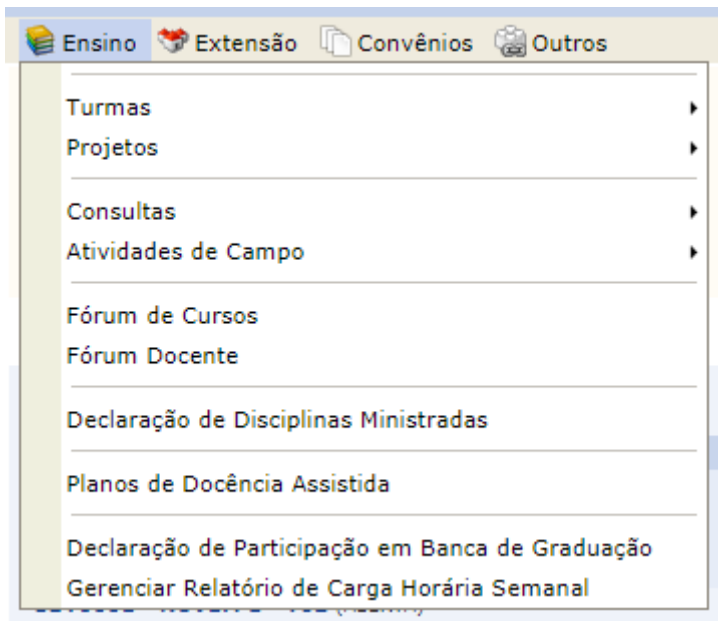 Ensino Extensão Convênios Outros
Turmas
Projetos
Consultas
Atividades de Campo
Fórum de Cursos
Fórum Docente
Declaração de Disciplinas Ministradas
Planos de Docência Assistida
Declaração de Participação em Banca de Graduação
Gerenciar Relatório de Carga Horária Semanal